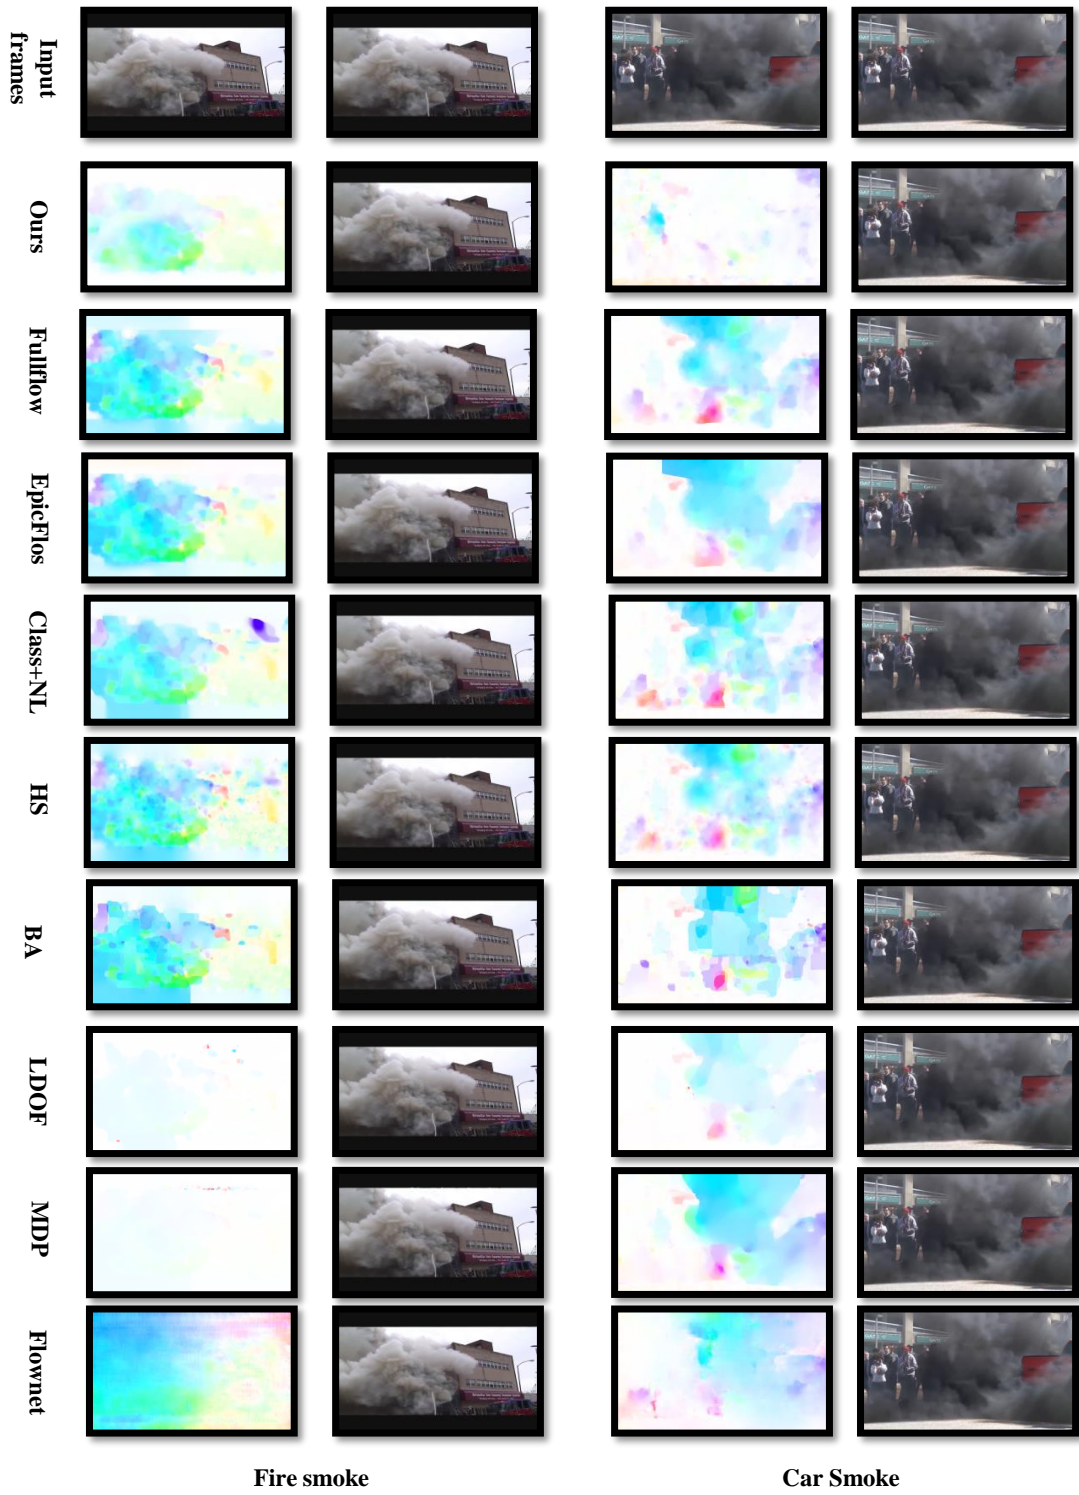 Input
frames
Ours
Fullflow
EpicFlos
Class+NL
HS
BA
LDOF
MDP
Flownet
Fire smoke
Car Smoke